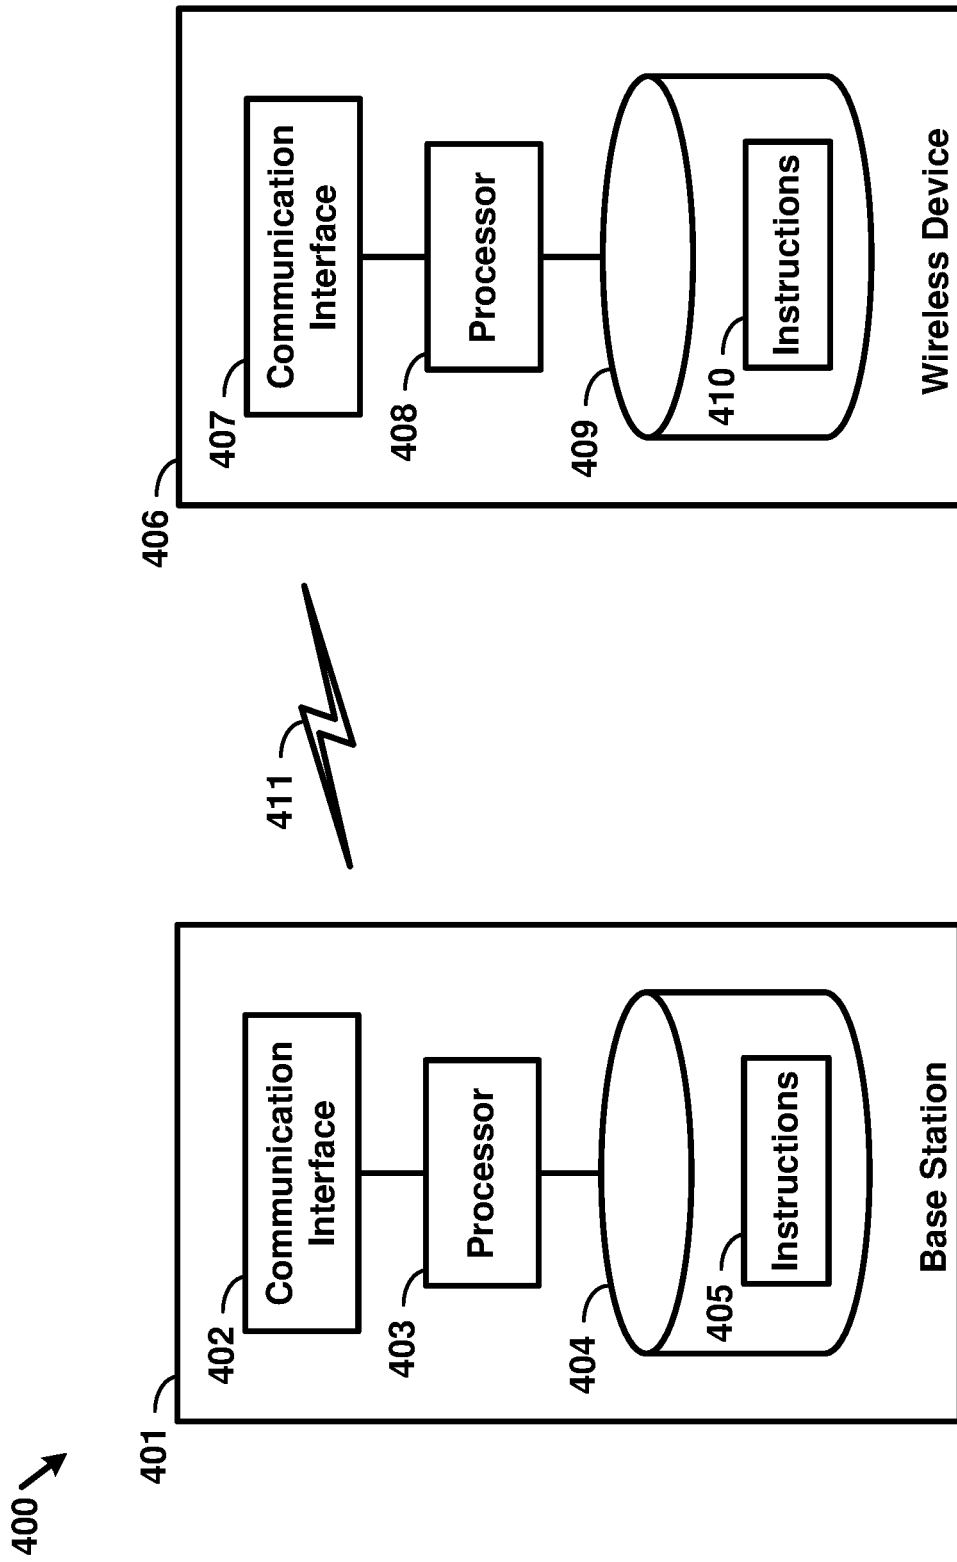 400
401
402
Communication
Interface
403
Processor
404
405
Instructions
Base Station
411
406
407
Communication
Interface
408
Processor
409
410
Instructions
Wireless Device